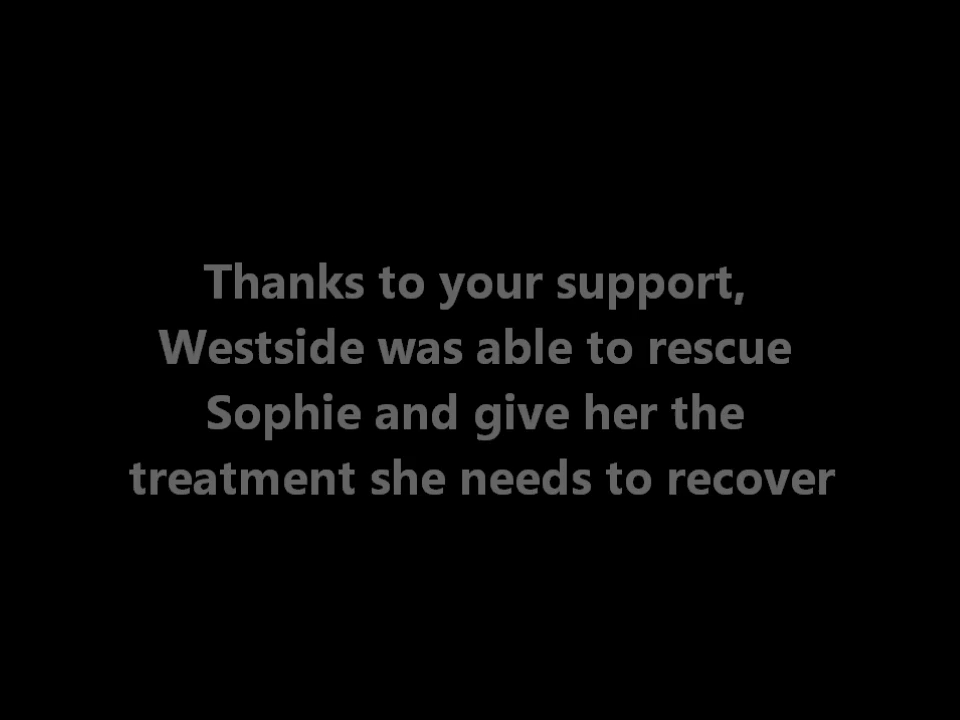 Thanks to your support,
Westside was able to rescue
Sophie and give her the
treatment she needs to recover